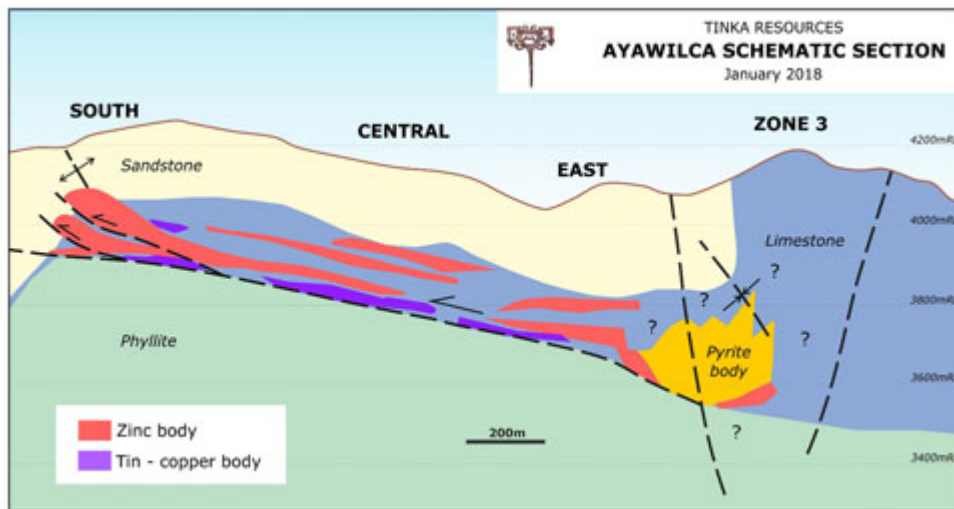 TINKA RESOURCES
AYAWILCA SCHEMATIC SECTION
January 2018
SOUTH
CENTRAL
EAST
ZONE 3
Sandstone
Limestone
Phyllite
Pyrite
body
?
?
?
?
?
4200mRL
4000mRL
3800mRL
3600mRL
3400mRL
Zinc body
Tin - copper body
200m